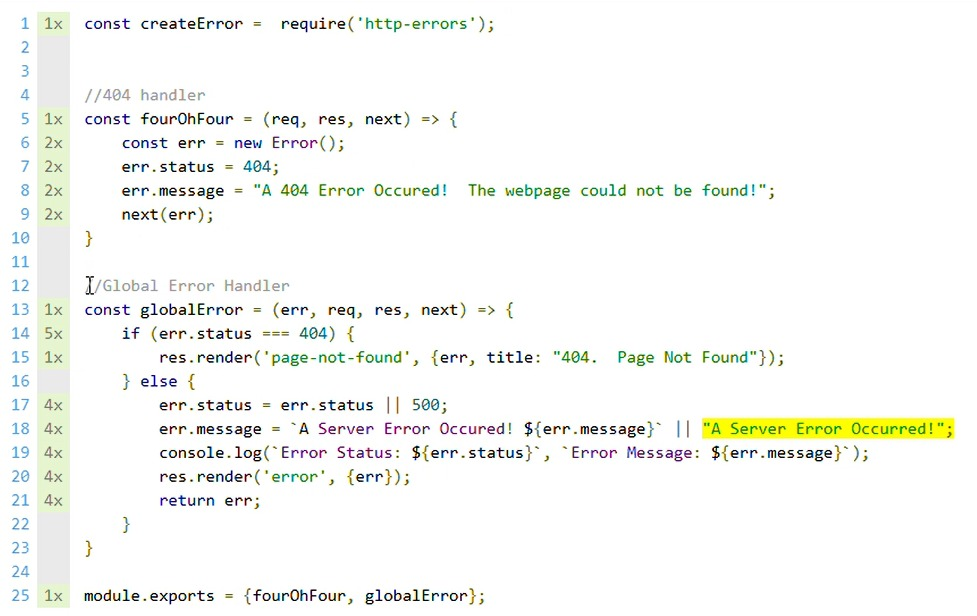 1 1x const createError =  require('http-errors');
2
3
4 //404 handler
5 1x const fourOhFour = (req, res, next) => {
6 2x     const err = new Error();
7 2x     err.status = 404;
8 2x     err.message = "A 404 Error Occured!  The webpage could not be found!";
9 2x     next(err);
10 }
11
12 //Global Error Handler
13 1x const globalError = (err, req, res, next) => {
14 5x     if (err.status === 404) {
15 1x         res.render('page-not-found', {err, title: "404.  Page Not Found"});
16     } else {
17 4x         err.status = err.status || 500;
18 4x         err.message = `A Server Error Occured! ${err.message}` || "A Server Error Occurred!";
19 4x         console.log(`Error Status: ${err.status}`, `Error Message: ${err.message}`);
20 4x         res.render('error', {err});
21 4x         return err;
22     }
23 }
24
25 1x module.exports = {fourOhFour, globalError};